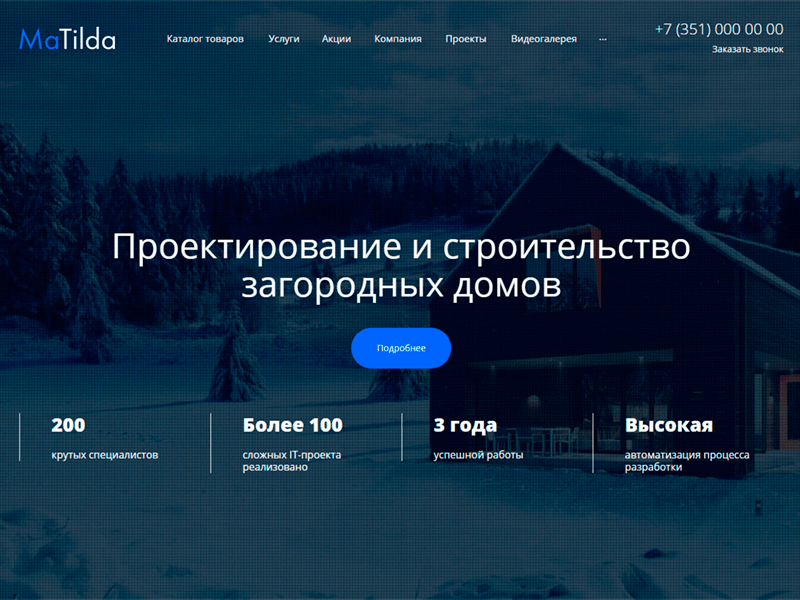 MaTilda
Каталог товаров Услуги Акции Компания Проекты Видеогалерея ...
+7 (351) 000 00 00
Заказать звонок
Проектирование и строительство
загородных домов
Подробнее
200
крутых специалистов
Более 100
сложных IT-проекта
реализовано
3 года
успешной работы
Высокая
автоматизация процесса
разработки